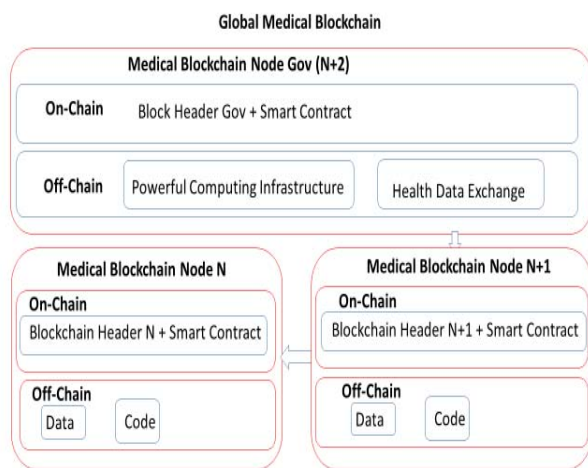 Global Medical Blockchain
Medical Blockchain Node Gov (N+2)
On-Chain
Block Header Gov + Smart Contract
Off-Chain
Powerful Computing Infrastructure
Health Data Exchange
Medical Blockchain Node N
On-Chain
Blockchain Header N + Smart Contract
Off-Chain
Data
Code
Medical Blockchain Node N+1
On-Chain
Blockchain Header N+1 + Smart Contract
Off-Chain
Data
Code